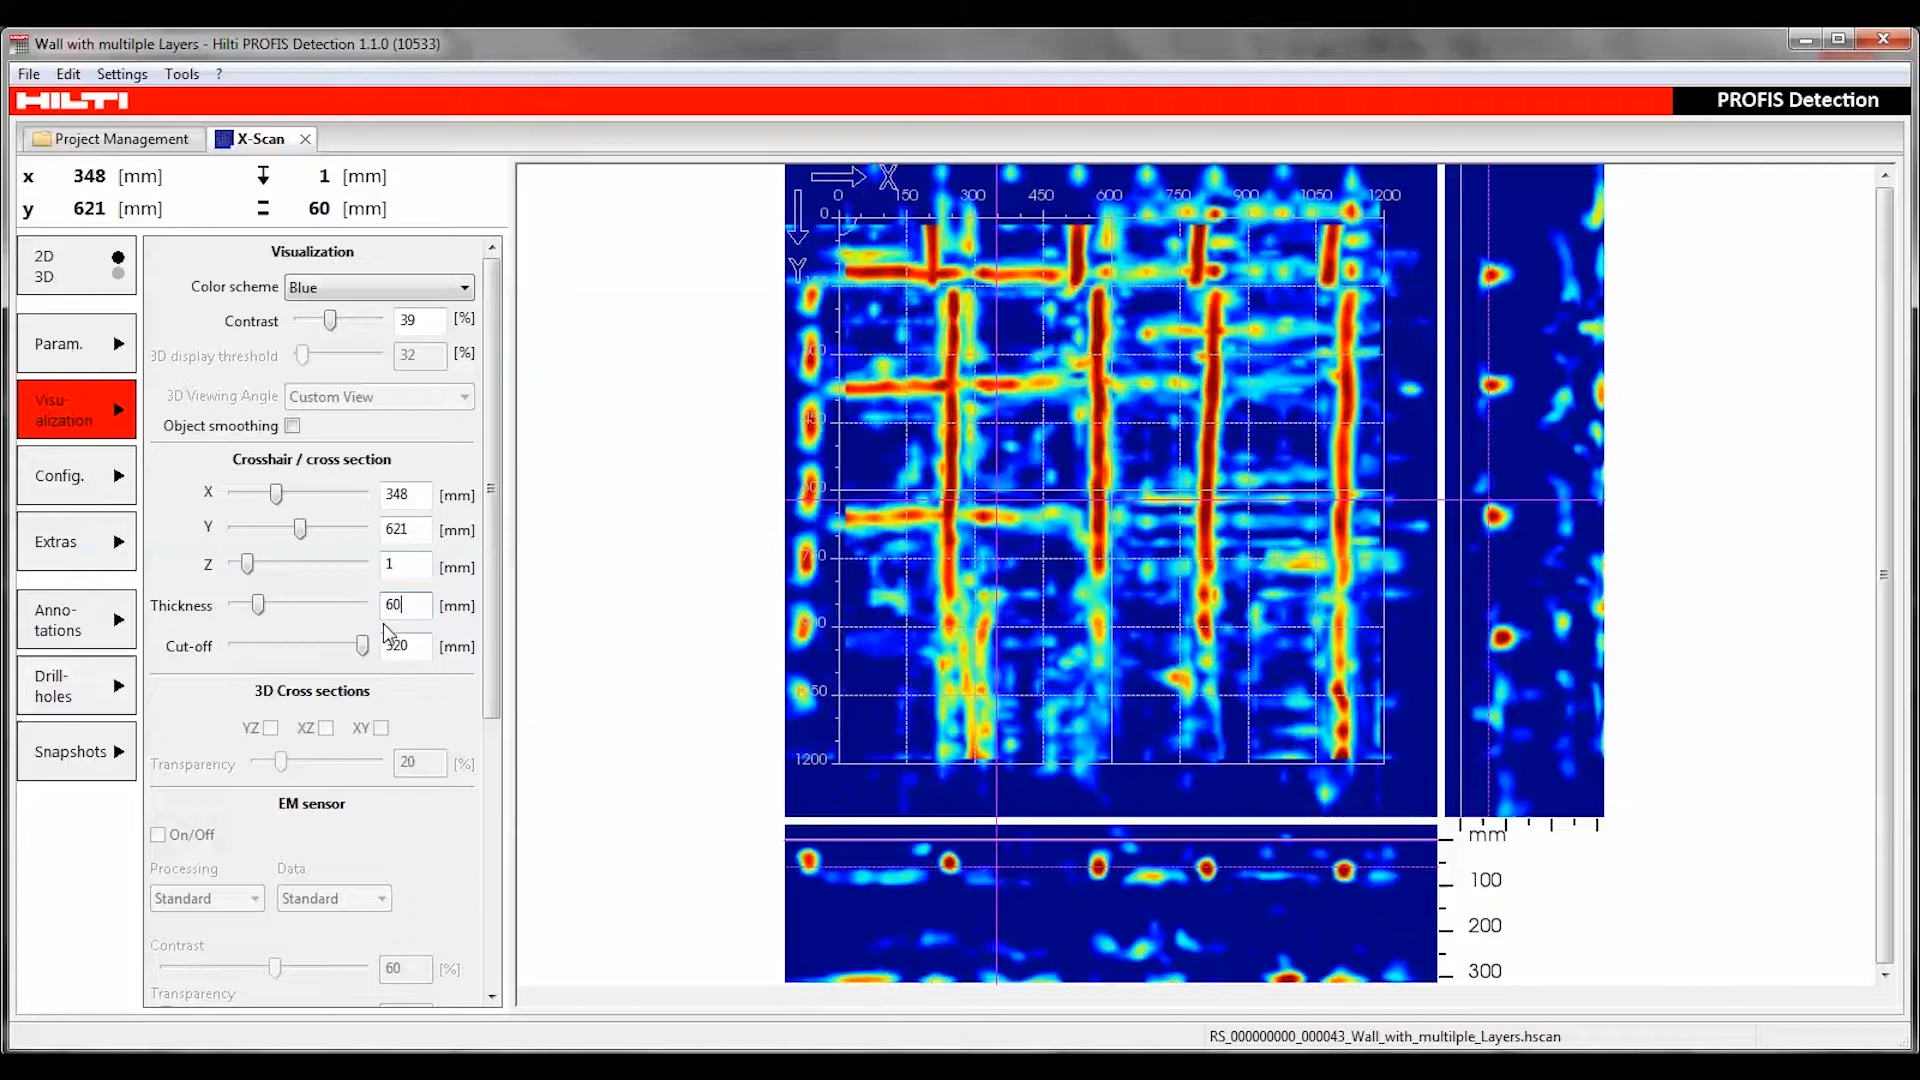 Wall with multilple Layers - Hilti PROFIS Detection 1.1.0 (10533)
File Edit Settings Tools ?
HILTI
PROFIS Detection
Project Management
X-Scan
x 348 [mm] 1 [mm]
y 621 [mm] 60 [mm]
2D
3D
Param.
Visu-
alization
Config.
Extras
Anno-
tations
Drill-
holes
Snapshots
Visualization
Color scheme Blue
Contrast 39 [%]
3D display threshold 32 [%]
3D Viewing Angle Custom View
Object smoothing
Crosshair / cross section
X 348 [mm]
Y 621 [mm]
Z 1 [mm]
Thickness 60 [mm]
Cut-off 320 [mm]
3D Cross sections
YZ XZ XY
Transparency 20 [%]
EM sensor
On/Off
Processing Data
Standard Standard
Contrast
60 [%]
Transparency
X
0 150 300 450 600 750 900 1050 1200
0
Y
1200
mm
100
200
300
RS_000000000_000043_Wall_with_multilple_Layers.hscan